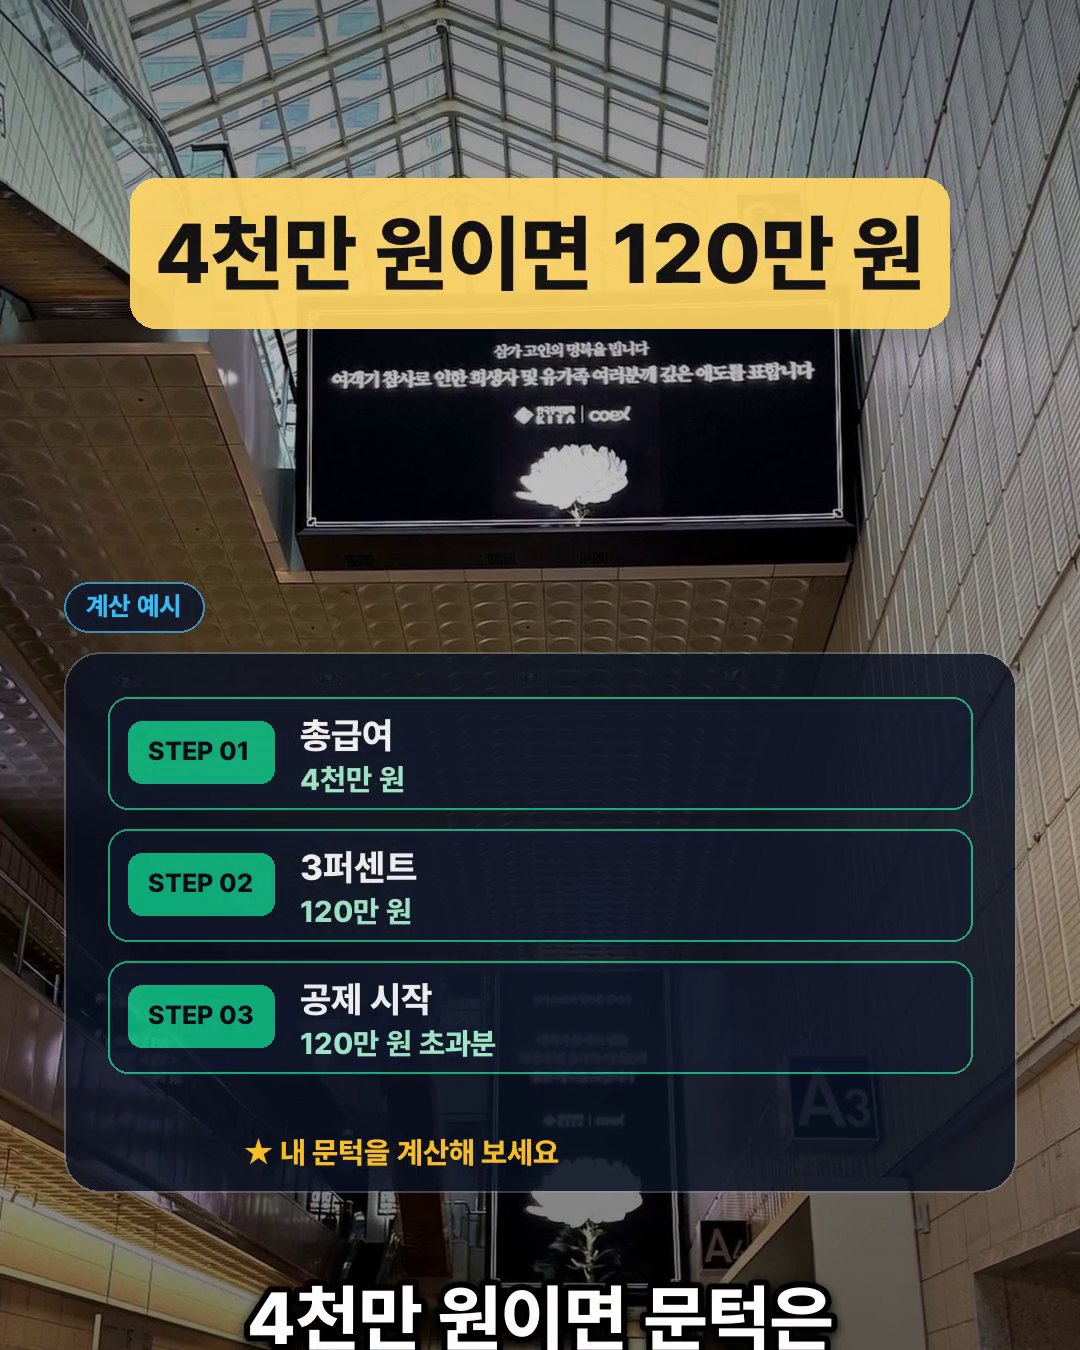 4천만 원이면 120만 원
삼가 고인의 명복을 빕니다
여객기 참사로 인한 희생자 및 유가족 여러분께 깊은 애도를 표합니다
KITA | coex
계산 예시
STEP 01
총급여
4천만 원
STEP 02
3퍼센트
120만 원
STEP 03
공제 시작
120만 원 초과분
A3
★ 내 문턱을 계산해 보세요
A4
4천만 원이면 문턱은